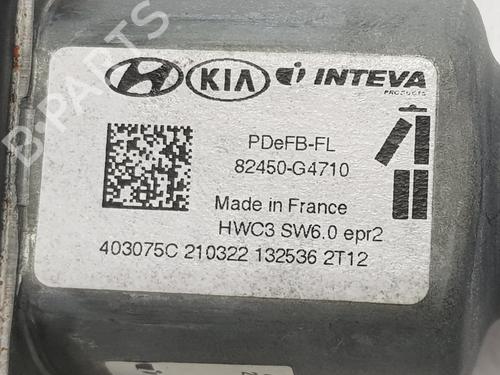 B-PARTS
KIA INTEVA
PRODUCTS
PDeFB-FL
82450-G4710
Made in France
HWC3 SW6.0 epr2
403075C 210322 132536 2T12